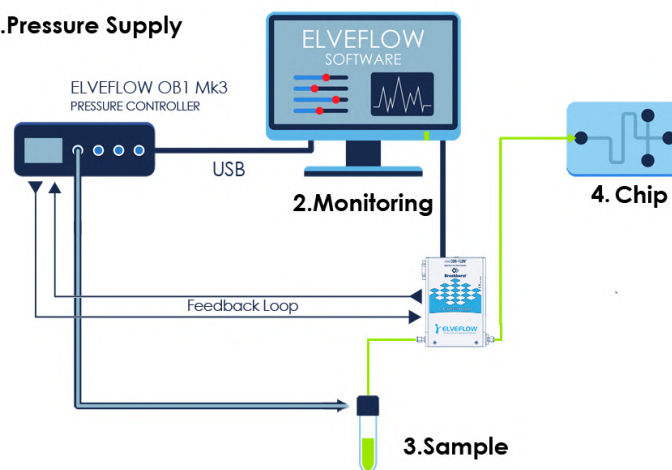 .Pressure Supply
ELVEFLOW
SOFTWARE
ELVEFLOW OB1 Mk3
PRESSURE CONTROLLER
USB
2.Monitoring
4. Chip
Bronkhorst
Feedback Loop
ELVEFLOW
3.Sample